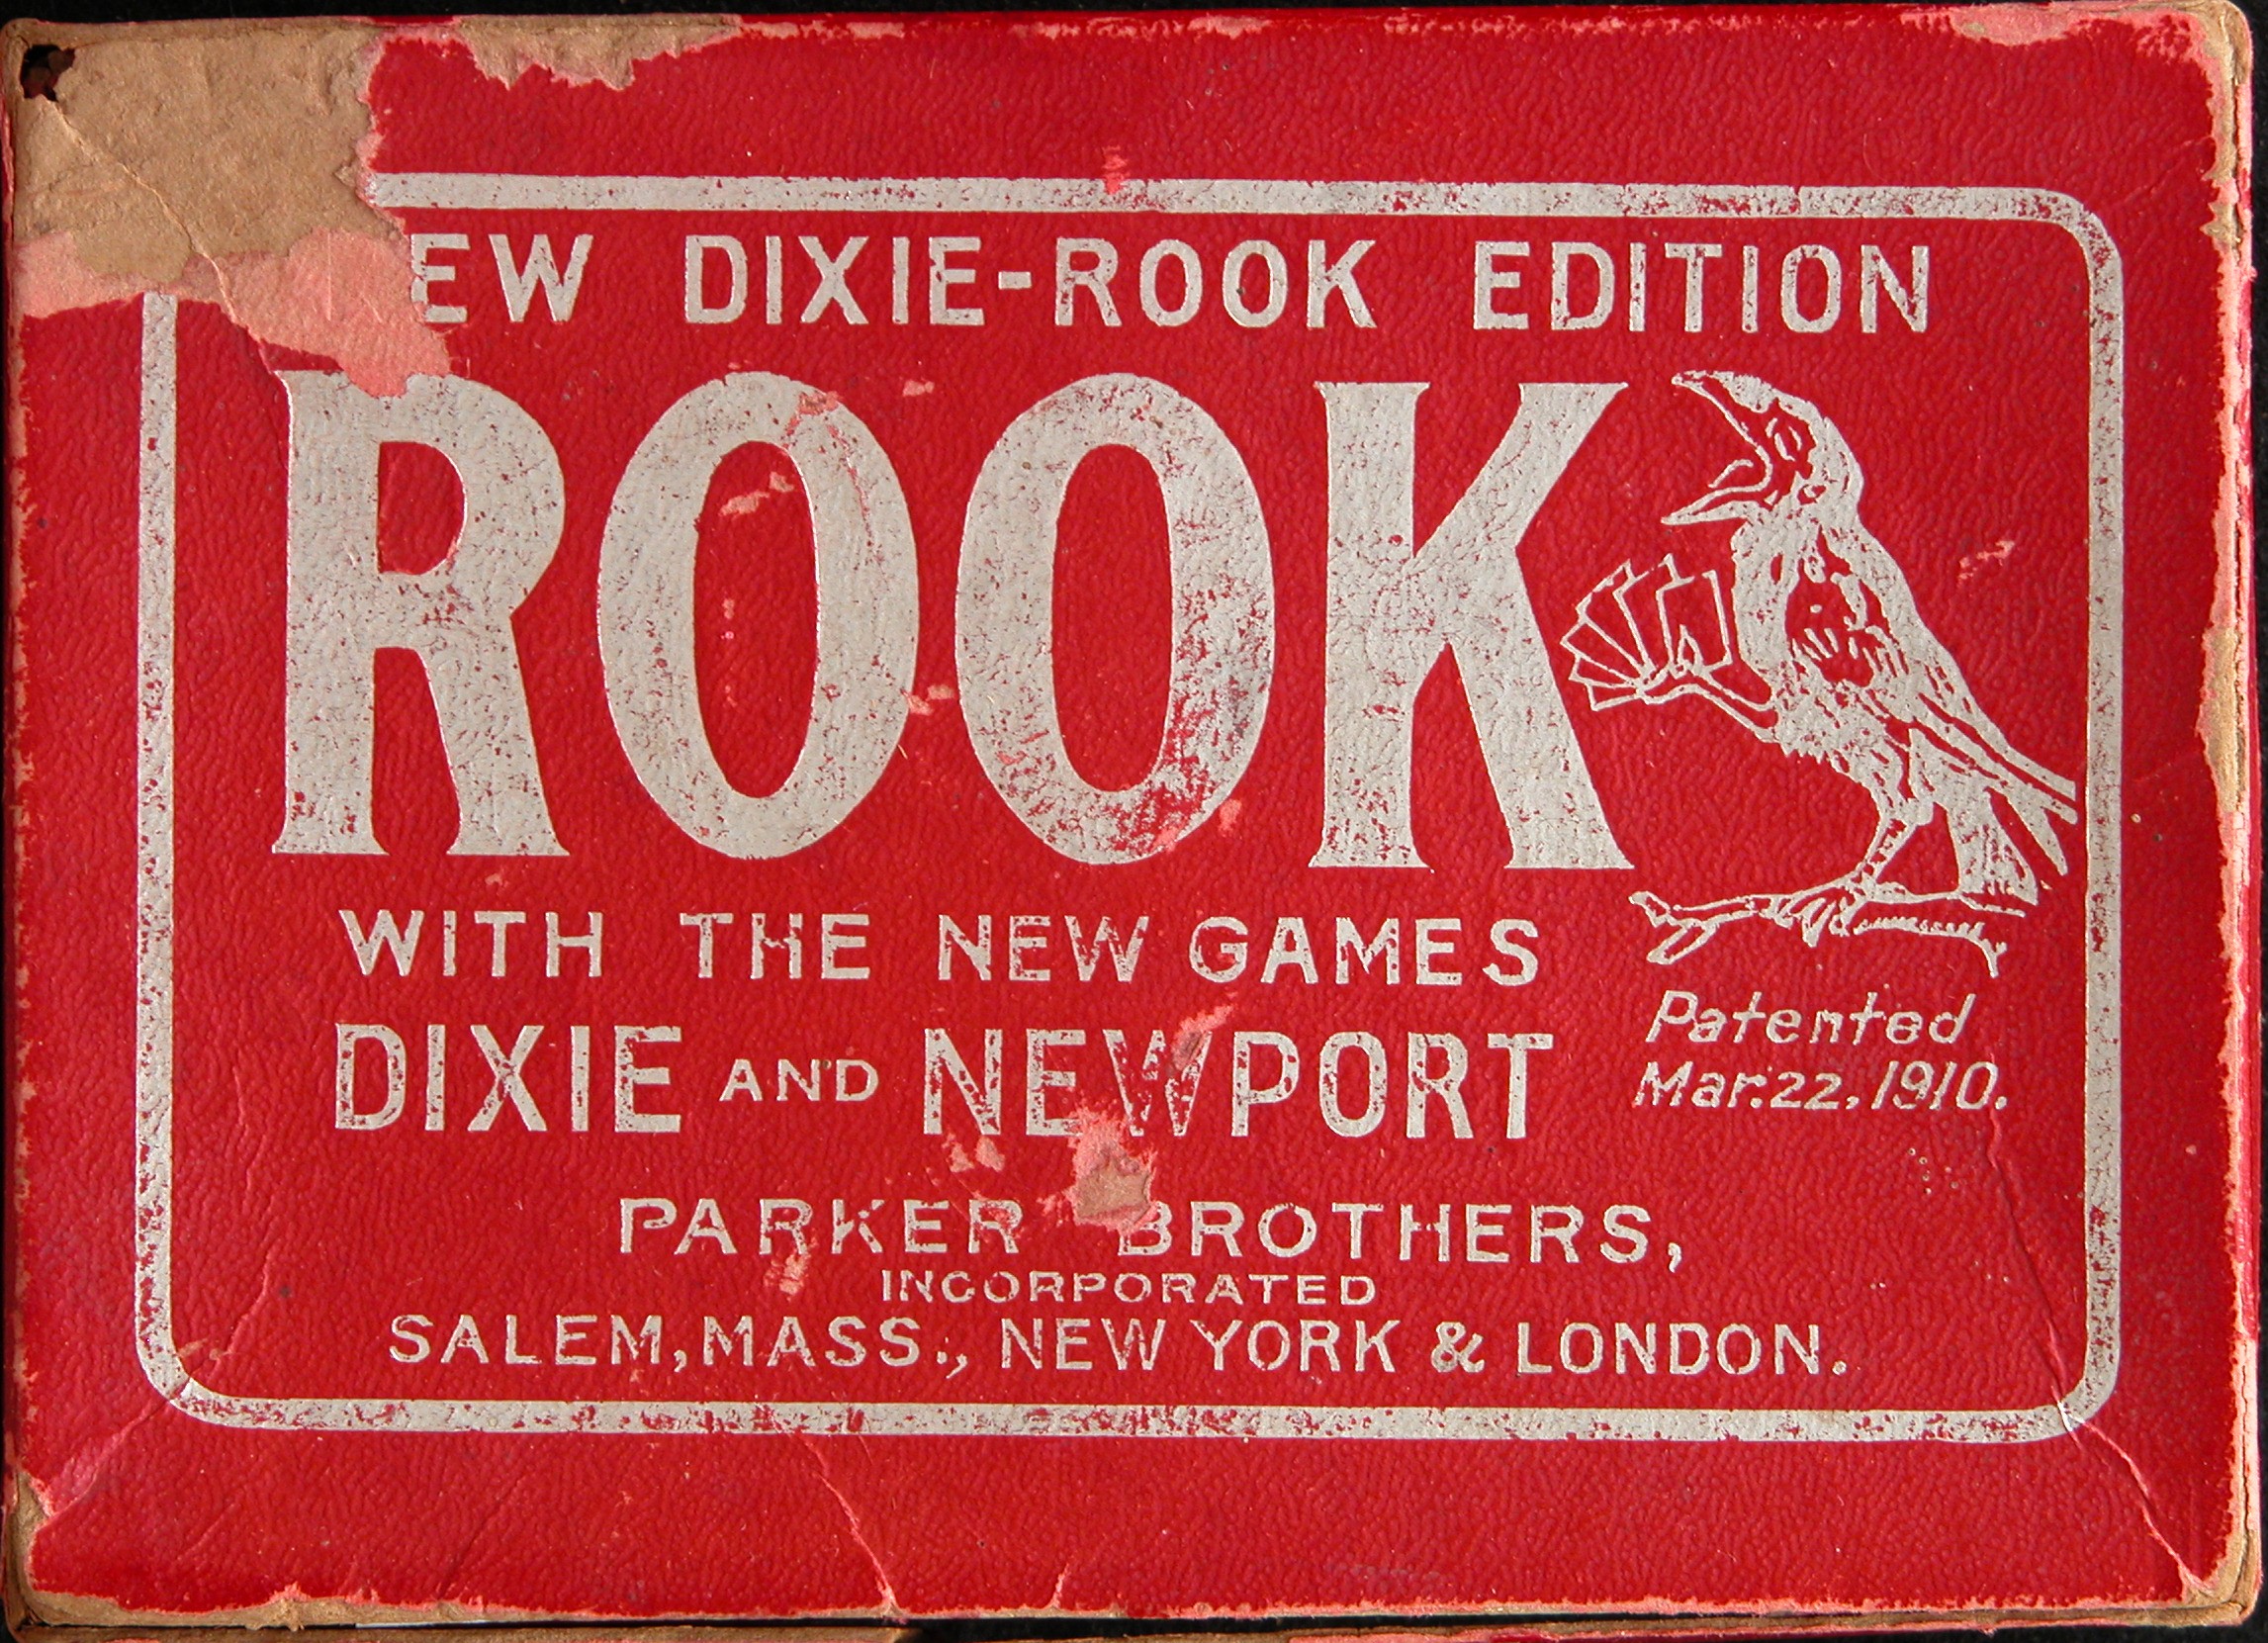 EW DIXIE-ROOK EDITION
ROOK
WITH THE NEW GAMES
DIXIE AND NEWPORT
Patented
Mar. 22, 1910.
PARKER BROTHERS,
INCORPORATED
SALEM, MASS., NEW YORK & LONDON.